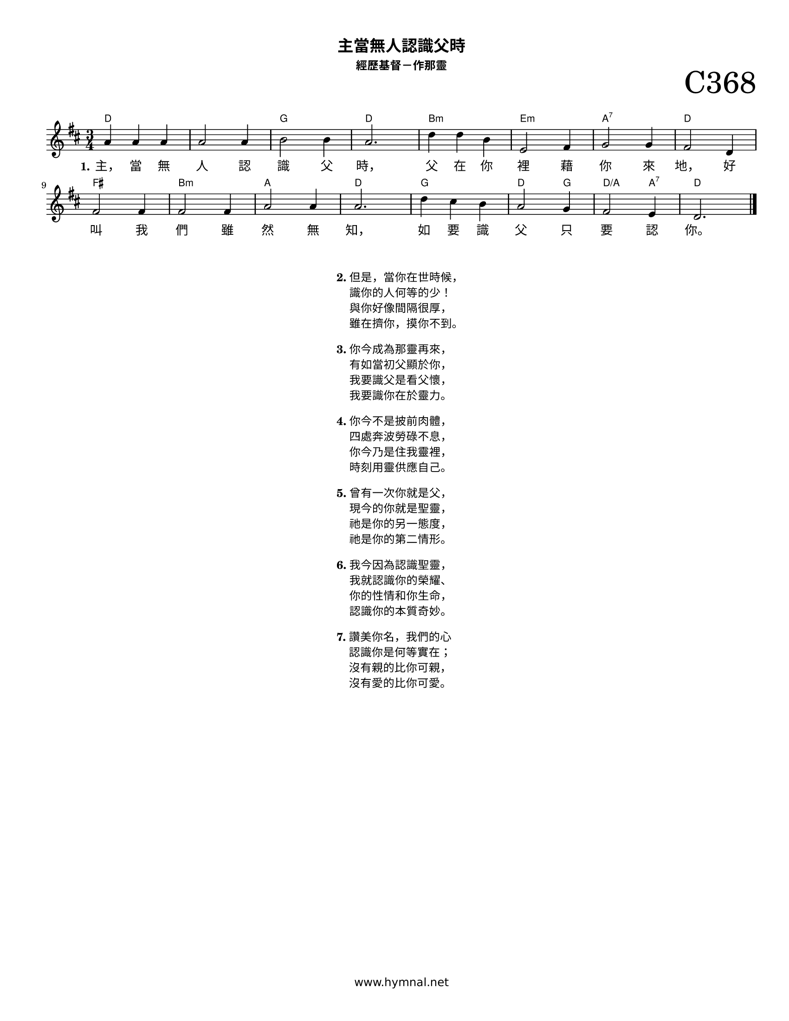 主當無人認識父時
經歷基督－作那靈
C368
D G D Bm Em A7 D
1. 主， 當 無 人 認 識 父 時， 父 在 你 裡 藉 你 來 地， 好
9 F# Bm A D G D G D/A A7 D
叫 我 們 雖 然 無 知， 如 要 識 父 只 要 認 你。
2. 但是，當你在世時候，
識你的人何等的少！
與你好像間隔很厚，
雖在擠你，摸你不到。
3. 你今成為那靈再來，
有如當初父顯於你，
我要識父是看父懷，
我要識你在於靈力。
4. 你今不是披前肉體，
四處奔波勞碌不息，
你今乃是住我靈裡，
時刻用靈供應自己。
5. 曾有一次你就是父，
現今的你就是聖靈，
祂是你的另一態度，
祂是你的第二情形。
6. 我今因為認識聖靈，
我就認識你的榮耀、
你的性情和你生命，
認識你的本質奇妙。
7. 讚美你名，我們的心
認識你是何等實在；
沒有親的比你可親，
沒有愛的比你可愛。
www.hymnal.net